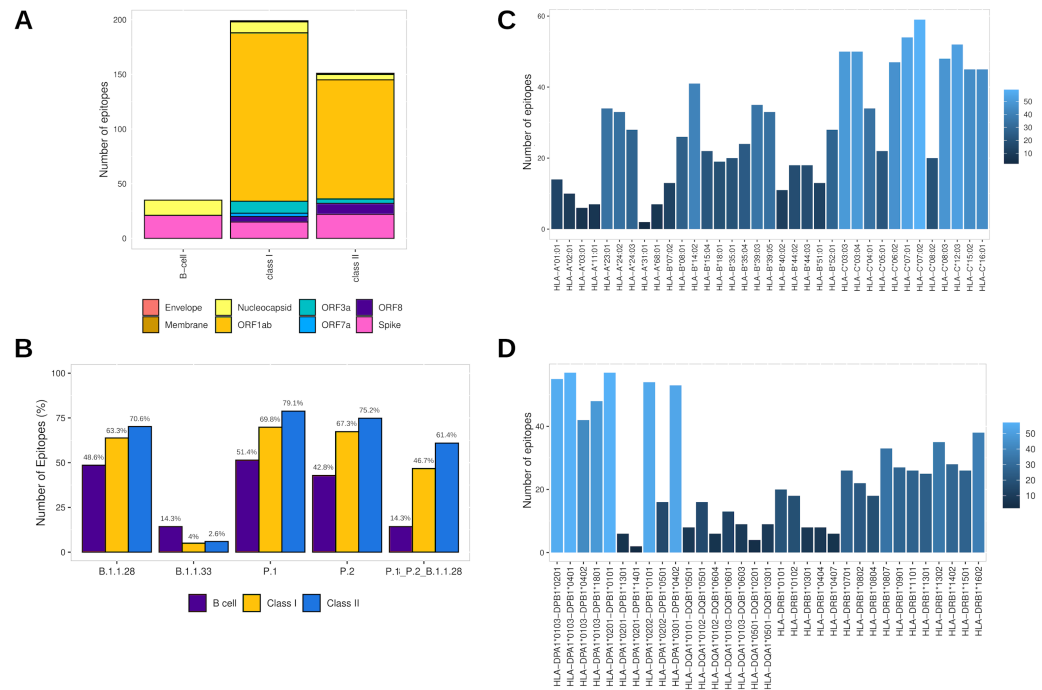 A
Number of epitopes
200
150
100
50
0
B−cell
class I
class II
Envelope
Nucleocapsid
ORF3a
ORF8
Membrane
ORF1ab
ORF7a
Spike
B
Number of Epitopes (%)
100
75
50
25
0
48.6%
63.3%
70.6%
14.3%
4%
2.6%
51.4%
69.8%
79.1%
42.8%
67.3%
75.2%
14.3%
46.7%
61.4%
B.1.1.28
B.1.1.33
P.1
P.2
B cell
Class I
Class II
C
Number of epitopes
60
40
20
0
HLA−A*01:01
HLA−A*02:01
HLA−A*03:01
HLA−A*11:01
HLA−A*23:01
HLA−A*24:02
HLA−A*24:03
HLA−A*31:01
HLA−A*68:01
HLA−B*07:02
HLA−B*08:01
HLA−B*14:02
HLA−B*15:04
HLA−B*18:01
HLA−B*35:01
HLA−B*35:04
HLA−B*39:03
HLA−B*39:05
HLA−B*40:02
HLA−B*44:02
HLA−B*44:03
HLA−B*51:01
HLA−B*52:01
HLA−C*03:03
HLA−C*03:04
HLA−C*04:01
HLA−C*05:01
HLA−C*06:02
HLA−C*07:01
HLA−C*07:02
HLA−C*08:02
HLA−C*08:03
HLA−C*12:03
HLA−C*15:02
HLA−C*16:01
50
40
30
20
10
D
Number of epitopes
40
20
0
HLA−DPA1*0103−DPB1*0201
HLA−DPA1*0103−DPB1*0401
HLA−DPA1*0103−DPB1*0402
HLA−DPA1*0103−DPB1*1801
HLA−DPA1*0201−DPB1*0101
HLA−DPA1*0201−DPB1*1301
HLA−DPA1*0201−DPB1*1401
HLA−DPA1*0202−DPB1*0101
HLA−DPA1*0202−DPB1*0501
HLA−DPA1*0301−DPB1*0402
HLA−DQA1*0101−DQB1*0501
HLA−DQA1*0102−DQB1*0501
HLA−DQA1*0102−DQB1*0604
HLA−DQA1*0103−DQB1*0601
HLA−DQA1*0103−DQB1*0603
HLA−DQA1*0501−DQB1*0201
HLA−DQA1*0501−DQB1*0301
HLA−DRB1*0101
HLA−DRB1*0102
HLA−DRB1*0301
HLA−DRB1*0404
HLA−DRB1*0407
HLA−DRB1*0701
HLA−DRB1*0802
HLA−DRB1*0804
HLA−DRB1*0807
HLA−DRB1*0901
HLA−DRB1*1101
HLA−DRB1*1301
HLA−DRB1*1302
HLA−DRB1*1402
HLA−DRB1*1501
HLA−DRB1*1602
50
40
30
20
10